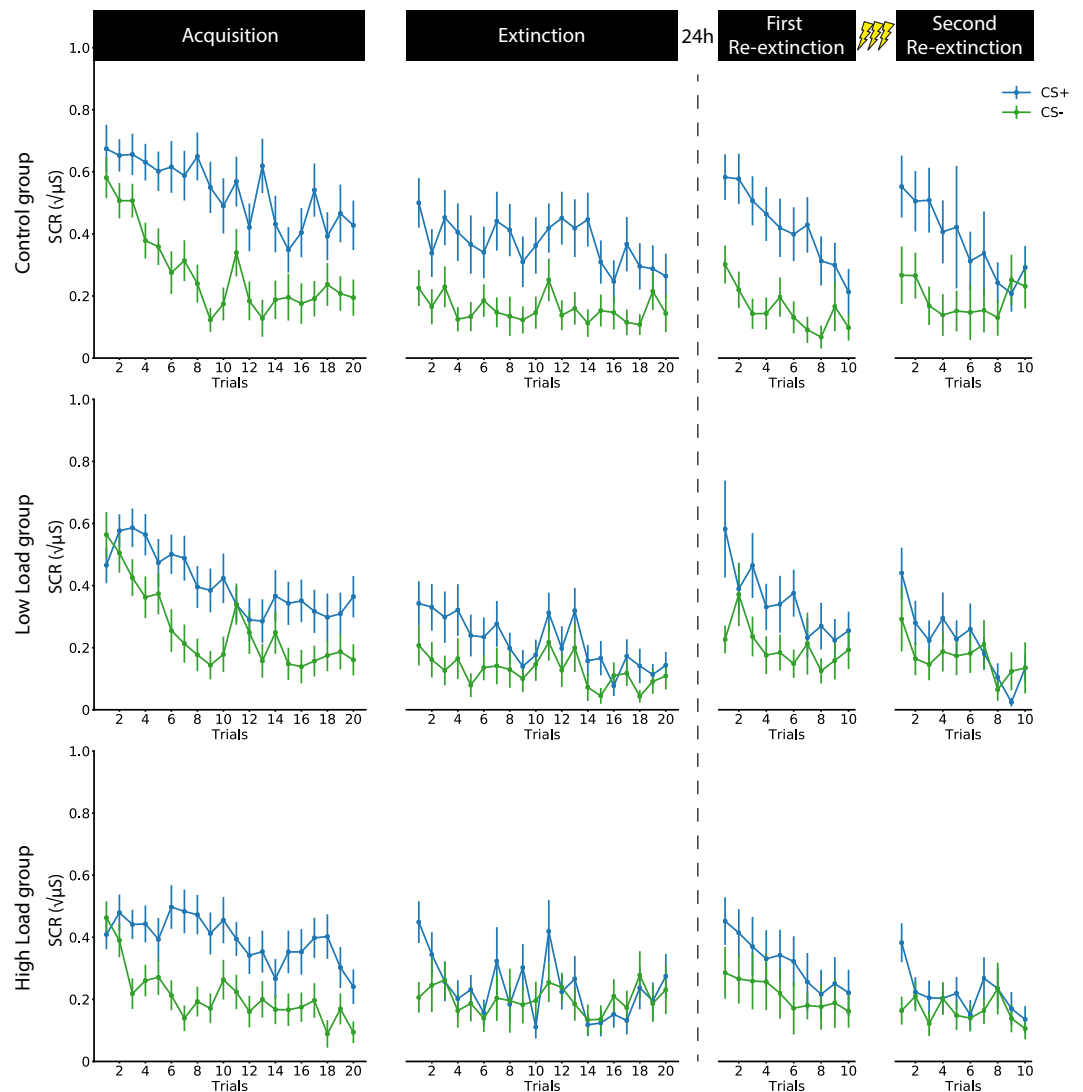 Acquisition
Extinction
24h
First
Re-extinction
Second
Re-extinction
CS+
CS-
Control group
SCR (√µS)
1.0
0.8
0.6
0.4
0.2
0
2 4 6 8 10 12 14 16 18 20
Trials
2 4 6 8 10 12 14 16 18 20
Trials
2 4 6 8 10
Trials
2 4 6 8 10
Trials
Low Load group
SCR (√µS)
1.0
0.8
0.6
0.4
0.2
0
2 4 6 8 10 12 14 16 18 20
Trials
2 4 6 8 10 12 14 16 18 20
Trials
2 4 6 8 10
Trials
2 4 6 8 10
Trials
High Load group
SCR (√µS)
1.0
0.8
0.6
0.4
0.2
0
2 4 6 8 10 12 14 16 18 20
Trials
2 4 6 8 10 12 14 16 18 20
Trials
2 4 6 8 10
Trials
2 4 6 8 10
Trials